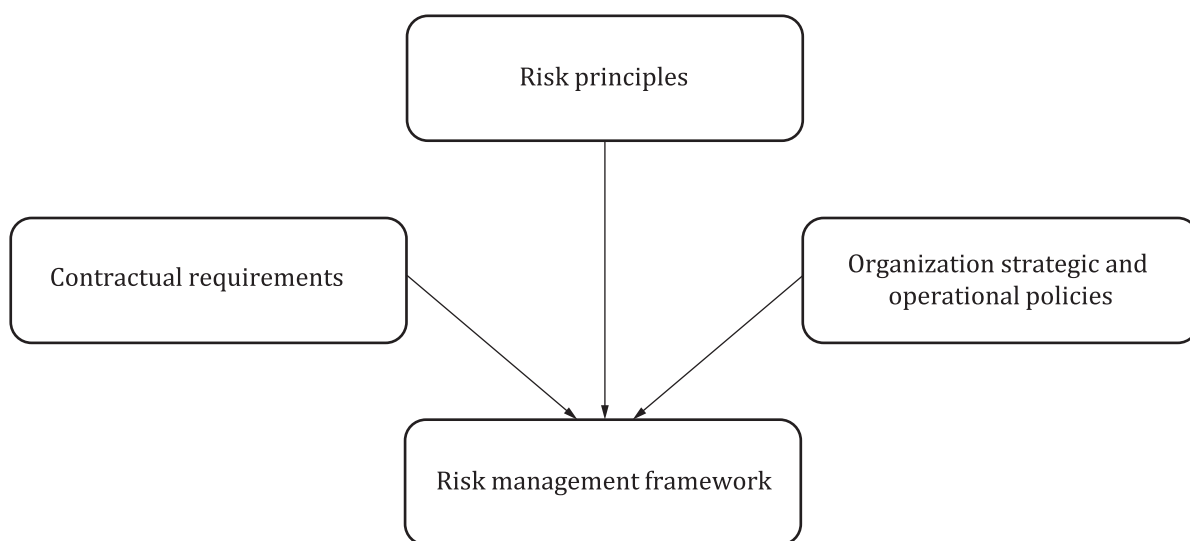 Risk principles
Contractual requirements
Organization strategic and
operational policies
Risk management framework